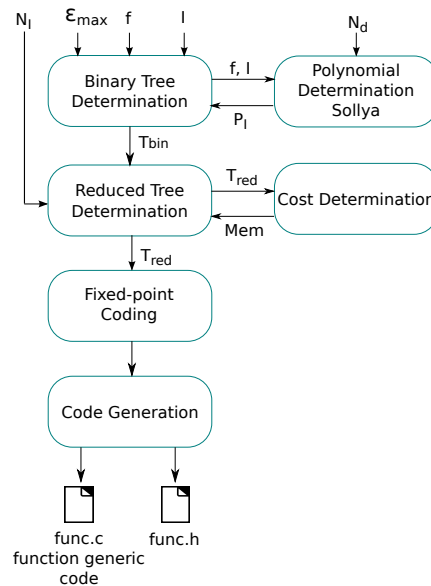 N_l ε_max f I N_d
Binary Tree
Determination
f, I
P_I
Polynomial
Determination
Sollya
T_bin
Reduced Tree
Determination
T_red
Mem
Cost Determination
T_red
Fixed-point
Coding
Code Generation
func.c
function generic
code
func.h